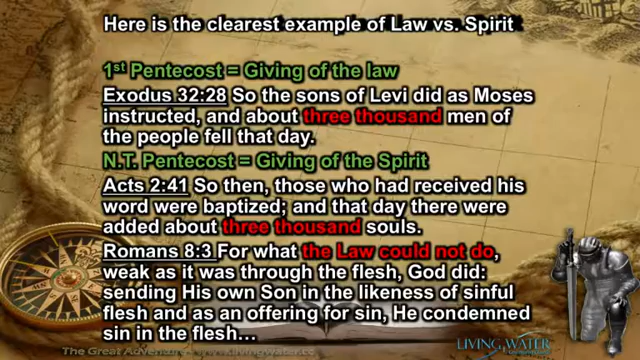 Here is the clearest example of Law vs. Spirit
1st Pentecost = Giving of the law
Exodus 32:28 So the sons of Levi did as Moses
instructed, and about three thousand men of
the people fell that day.
N.T. Pentecost = Giving of the Spirit
Acts 2:41 So then, those who had received his
word were baptized; and that day there were
added about three thousand souls.
Romans 8:3 For what the Law could not do,
weak as it was through the flesh, God did:
sending His own Son in the likeness of sinful
flesh and as an offering for sin, He condemned
sin in the flesh…
The Great Adventure www.livingwater.cc
LIVING WATER